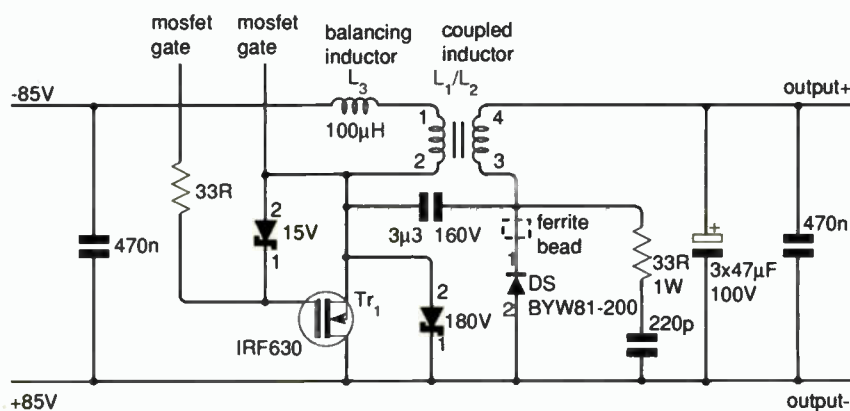 mosfet
gate
mosfet
gate
balancing
inductor
L3
coupled
inductor
L1/L2
-85V
output+
100µH
1
2
4
3
33R
470n
2
15V
1
3µ3 160V
ferrite
bead
1
DS
BYW81-200
2
33R
1W
220p
+
3x47µF
100V
470n
Tr1
IRF630
2
180V
1
+85V
output-